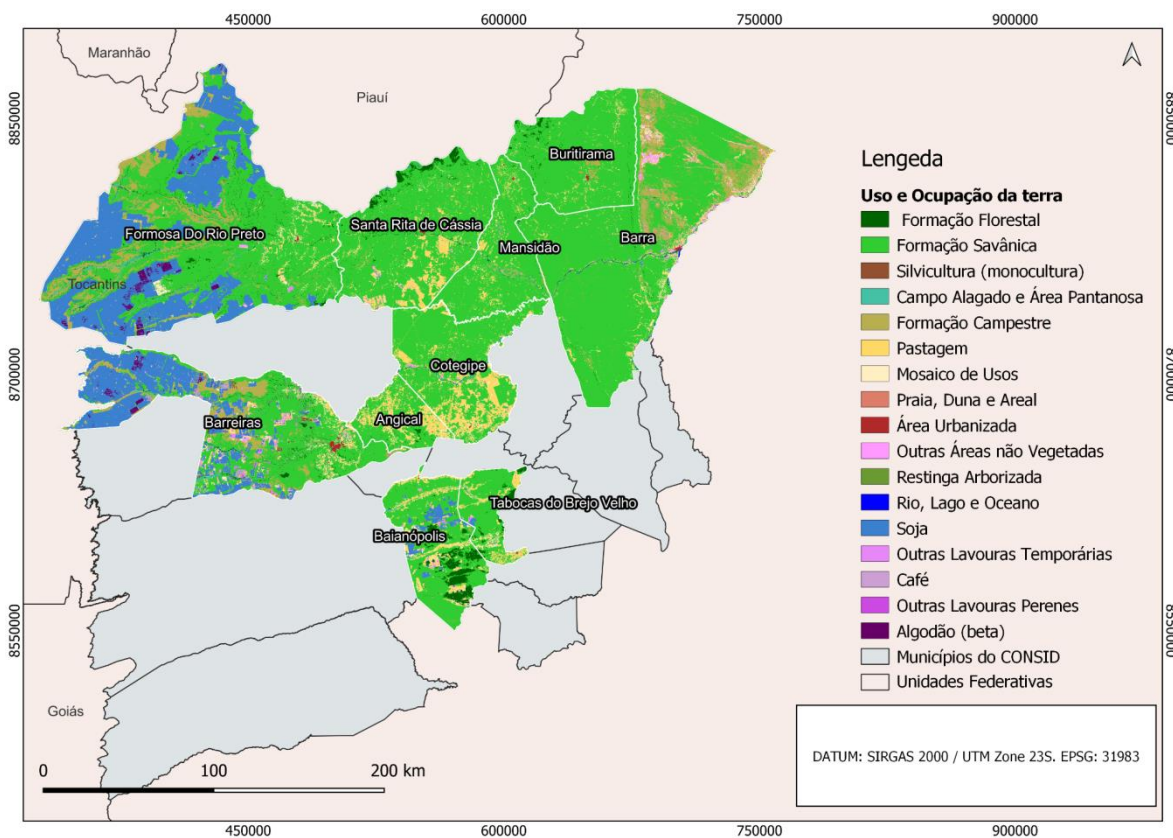 450000 600000 750000 900000
Maranhão
Piauí
8850000
8850000
Buritirama
Santa Rita de Cássia
Formosa Do Rio Preto
Mansidão
Barra
Tocantins
8700000
8700000
Cotegipe
Barreiras
Angical
Tabocas do Brejo Velho
Baianópolis
8550000
8550000
Goiás
Lengeda
Uso e Ocupação da terra
Formação Florestal
Formação Savânica
Silvicultura (monocultura)
Campo Alagado e Área Pantanosa
Formação Campestre
Pastagem
Mosaico de Usos
Praia, Duna e Areal
Área Urbanizada
Outras Áreas não Vegetadas
Restinga Arborizada
Rio, Lago e Oceano
Soja
Outras Lavouras Temporárias
Café
Outras Lavouras Perenes
Algodão (beta)
Municípios do CONSID
Unidades Federativas
DATUM: SIRGAS 2000 / UTM Zone 23S. EPSG: 31983
0 100 200 km
450000 600000 750000 900000